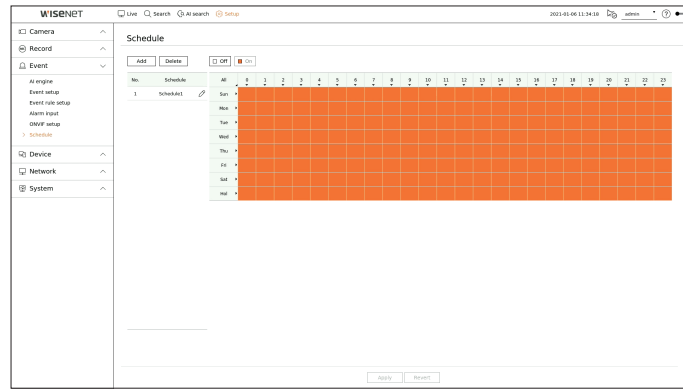 WISENET
Live Search AI search Setup
2021-01-06 11:34:18 admin ?
Camera
Record
Event
AI engine
Event setup
Event rule setup
Alarm input
ONVIF setup
> Schedule
Device
Network
System
Schedule
Add Delete Off On
No. Schedule All 0 1 2 3 4 5 6 7 8 9 10 11 12 13 14 15 16 17 18 19 20 21 22 23
1 Schedule1 Sun
Mon
Tue
Wed
Thu
Fri
Sat
Hol
Apply Revert